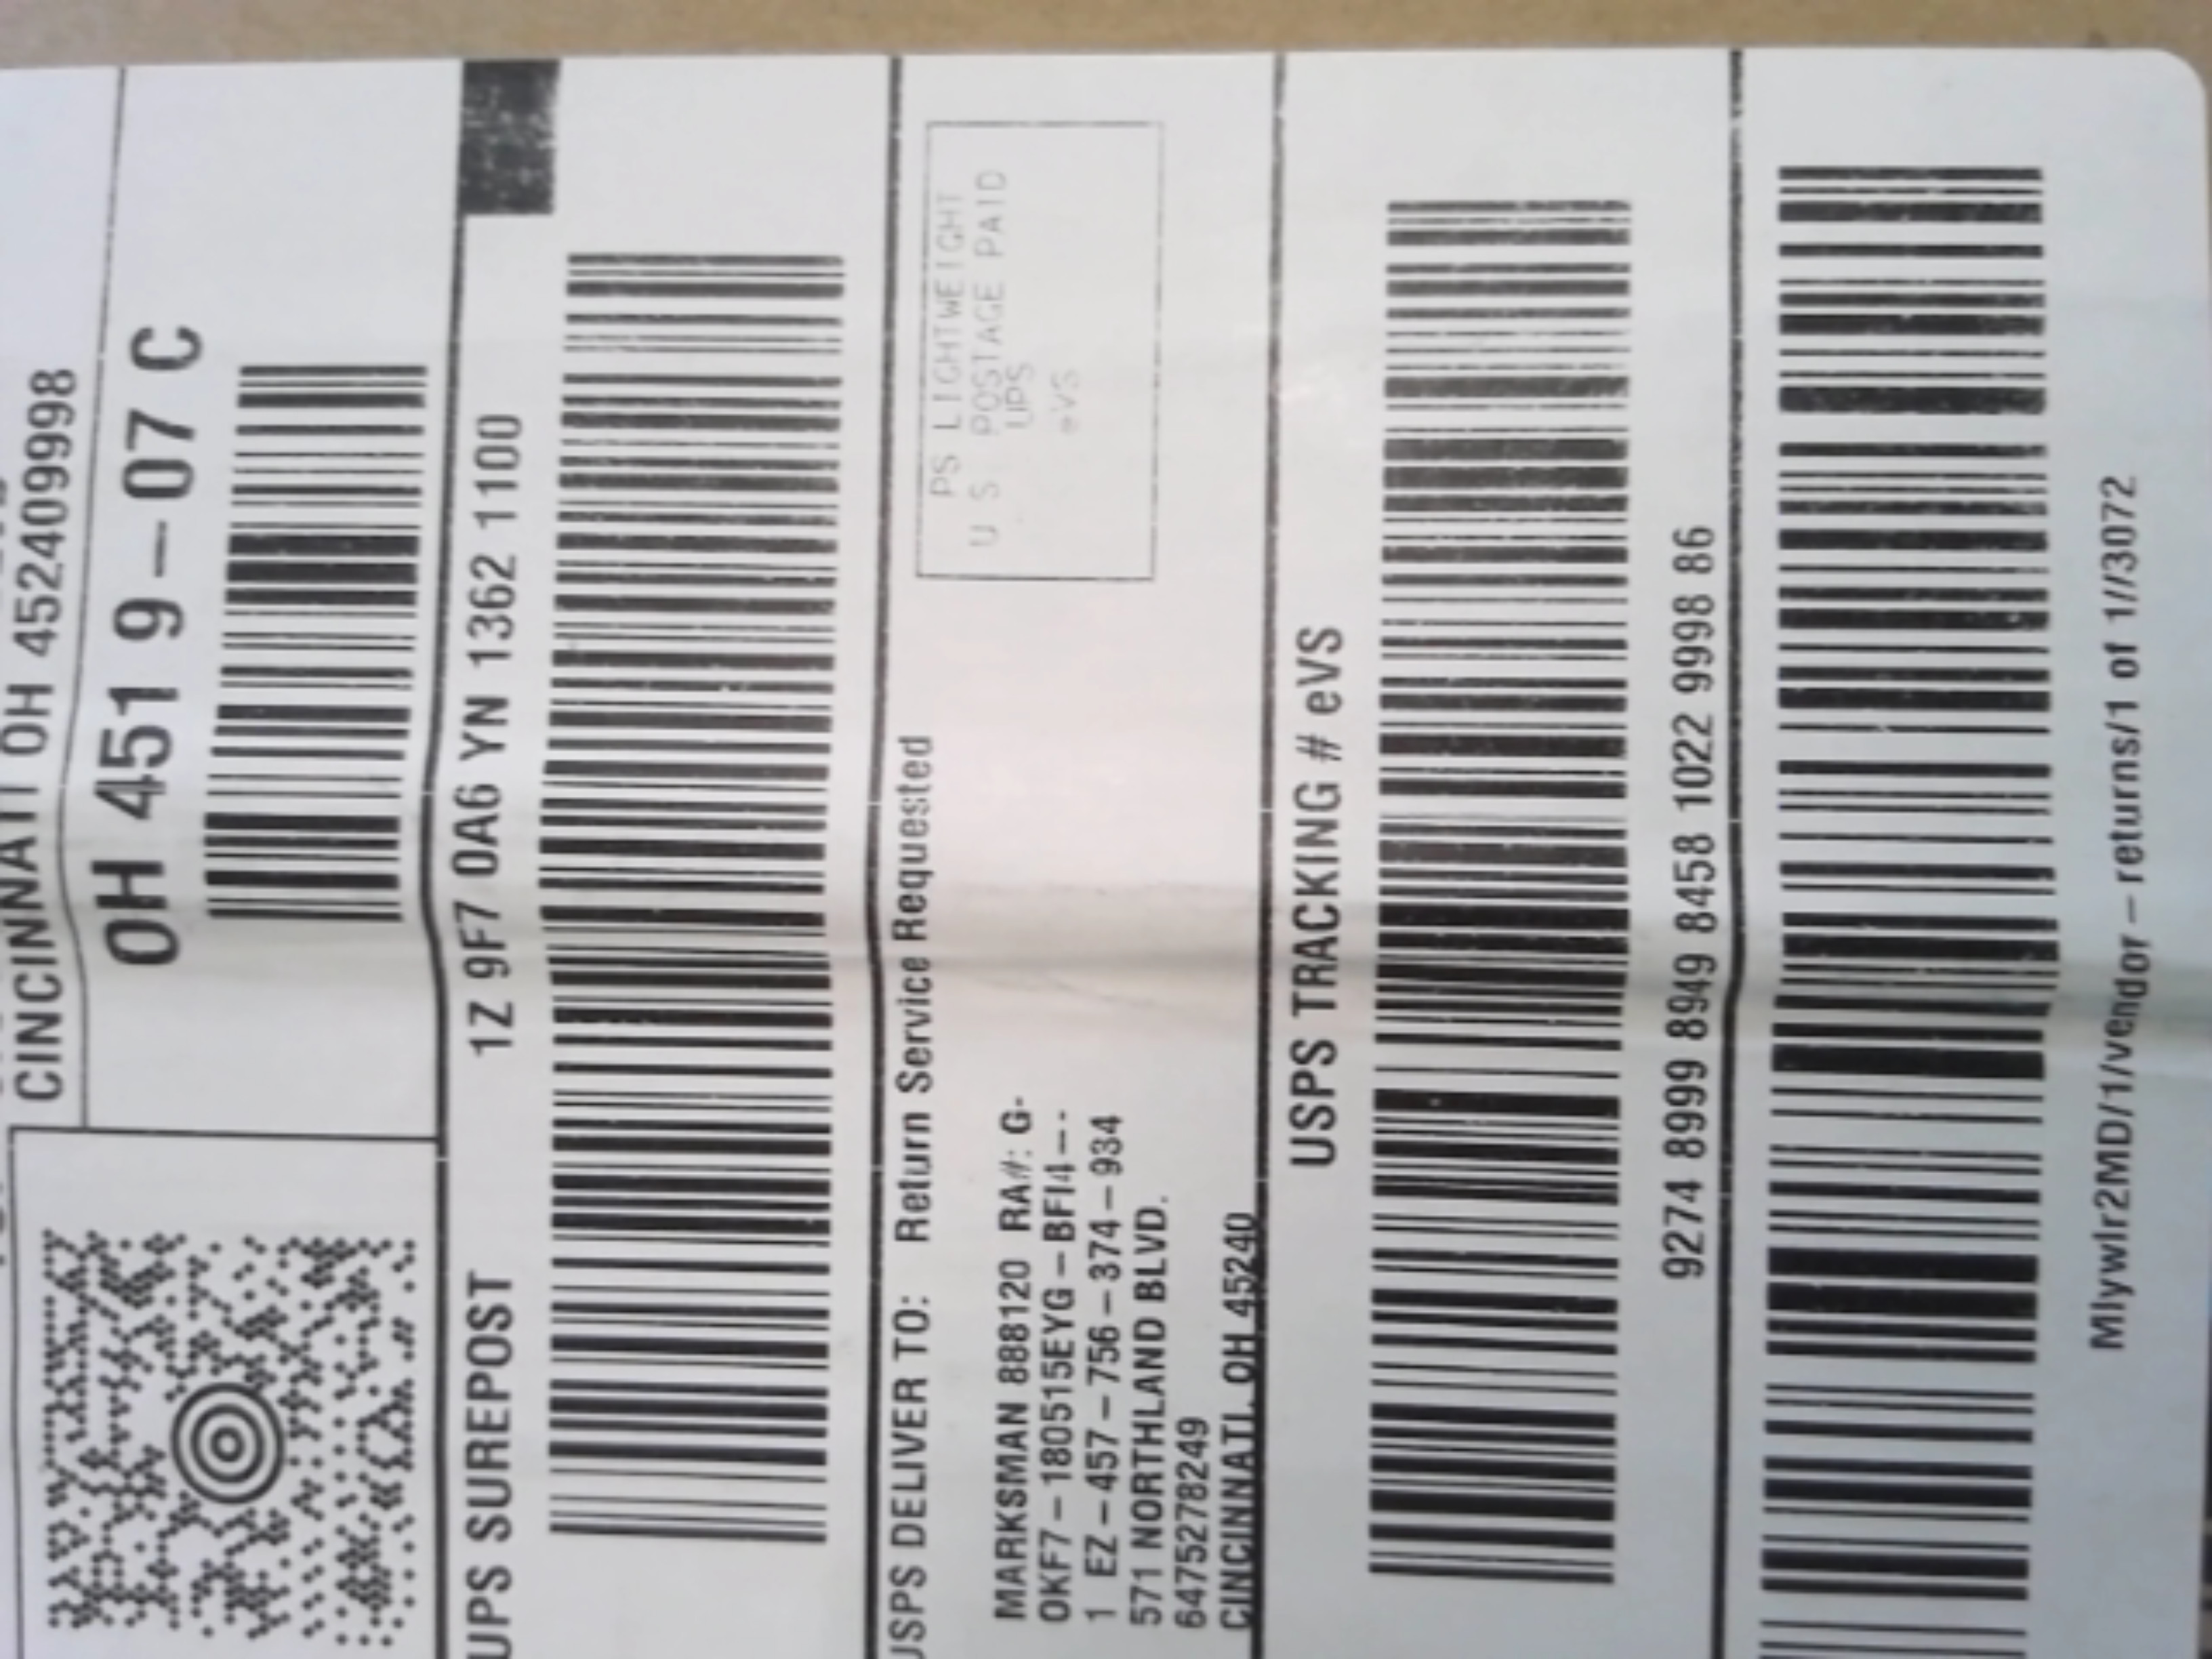 CINCINNATI OH 452409998
OH 451 9-07 C
UPS SUREPOST
1Z 9F7 0A6 YN 1362 1100
USPS DELIVER TO: Return Service Requested
PS LIGHTWEIGHT
U S POSTAGE PAID
UPS
eVS
MARKSMAN 888120 RA#: G-
OKF7-180515EYG-BFI4--
1 EZ-457-756-374-934
571 NORTHLAND BLVD.
6475278249
CINCINNATI, OH 45240
USPS TRACKING # eVS
9274 8999 8949 8458 1022 9998 86
MIywIr2MD/1/vendor-returns/1 of 1//3072